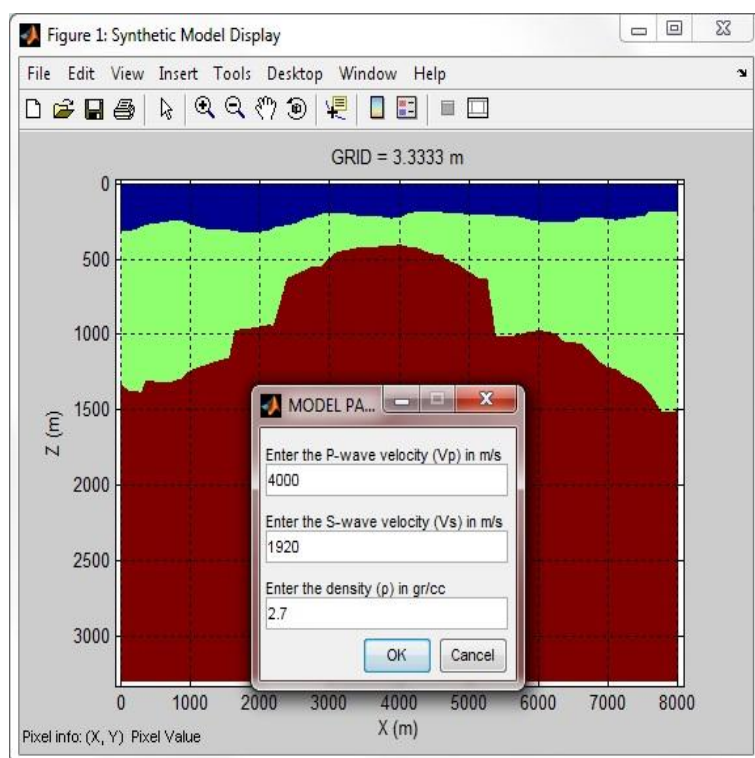 Figure 1: Synthetic Model Display
File Edit View Insert Tools Desktop Window Help
GRID = 3.3333 m
0
500
1000
1500
2000
2500
3000
Z (m)
MODEL PA...
Enter the P-wave velocity (Vp) in m/s
4000
Enter the S-wave velocity (Vs) in m/s
1920
Enter the density (ρ) in gr/cc
2.7
OK Cancel
0 1000 2000 3000 4000 5000 6000 7000 8000
X (m)
Pixel info: (X, Y) Pixel Value